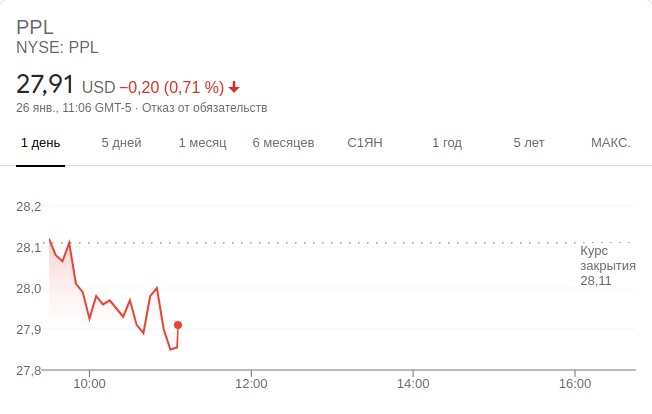 PPL
NYSE: PPL
27,91 USD −0,20 (0,71 %)
26 янв., 11:06 GMT-5 · Отказ от обязательств
1 день 5 дней 1 месяц 6 месяцев С1ЯН 1 год 5 лет МАКС.
28,2
28,1
Курс
закрытия
28,11
28,0
27,9
27,8
10:00 12:00 14:00 16:00